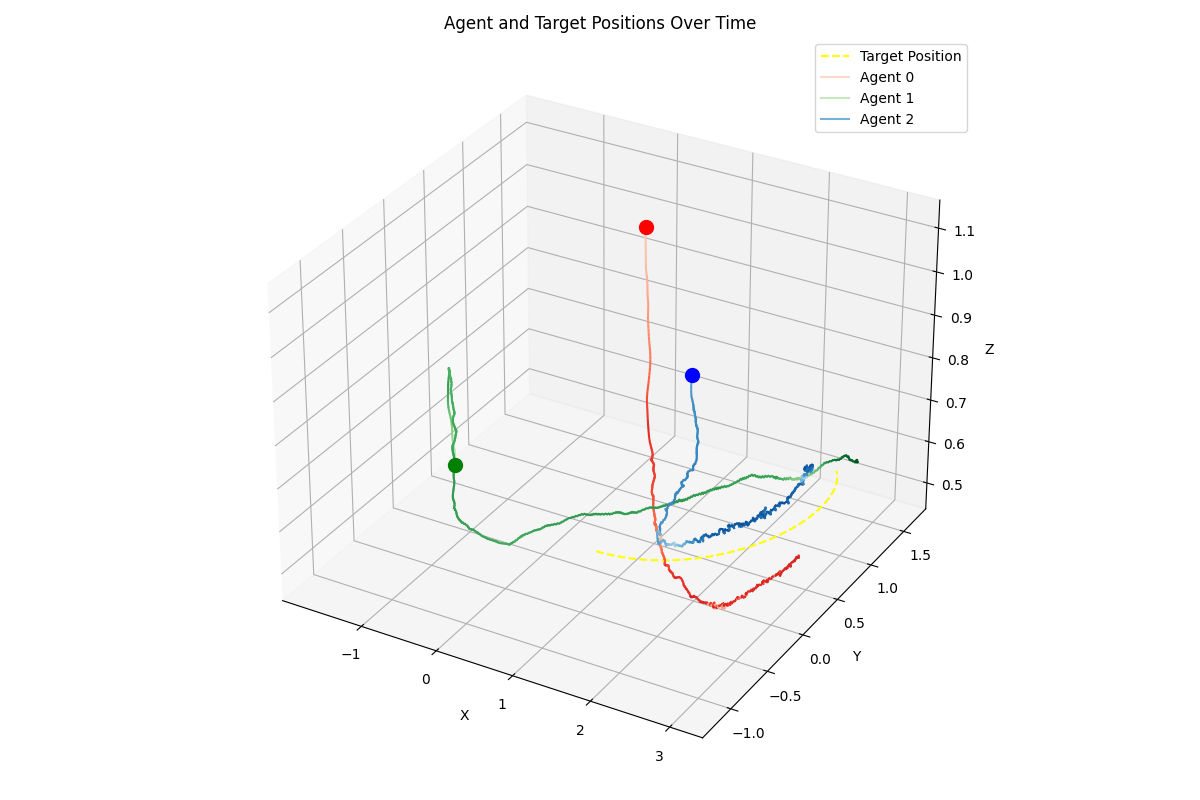 Agent and Target Positions Over Time
Target Position
Agent 0
Agent 1
Agent 2
1.1
1.0
0.9
0.8
0.7
0.6
0.5
Z
1.5
1.0
0.5
0.0
−0.5
−1.0
Y
−1
0
1
2
3
X